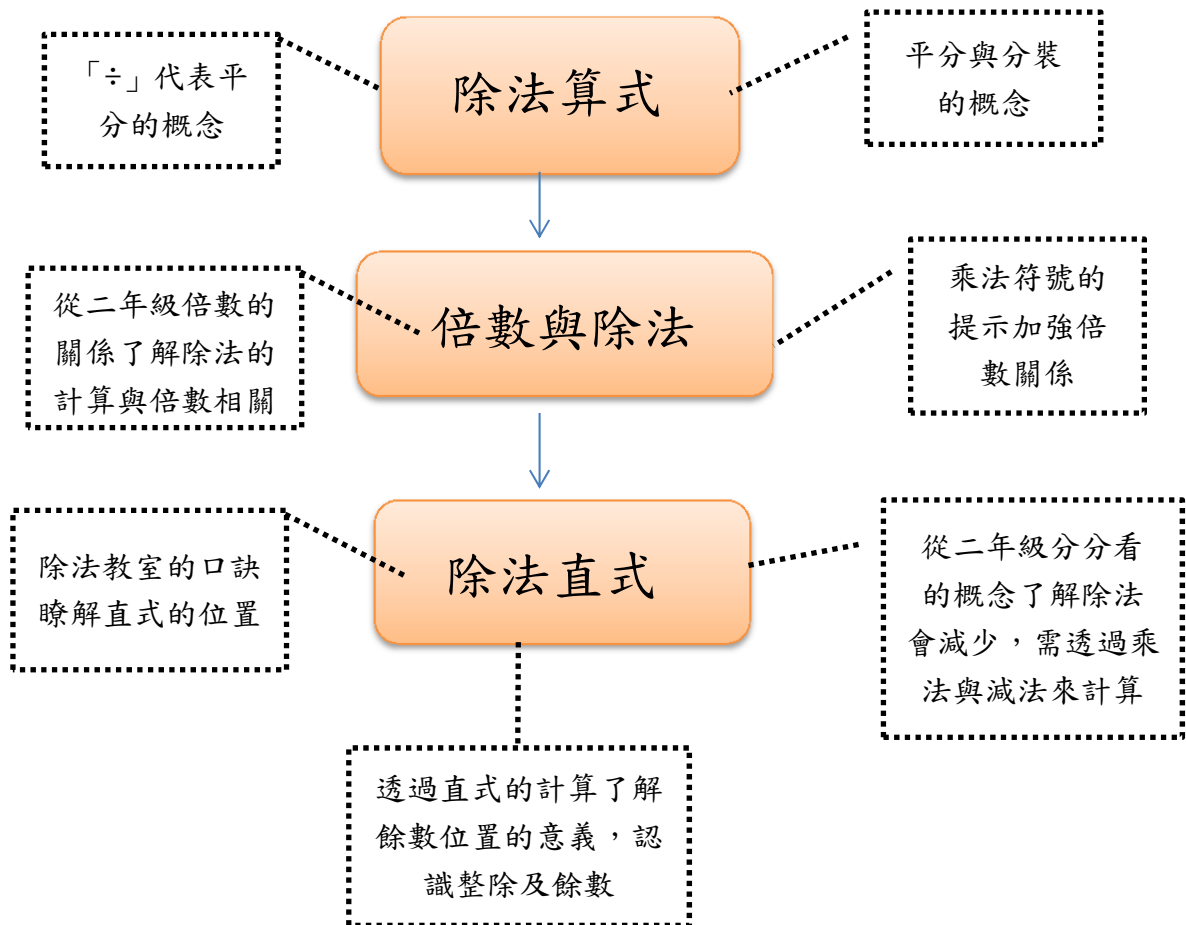 「÷」代表平
分的概念
除法算式
平分與分裝
的概念
從二年級倍數的
關係了解除法的
計算與倍數相關
倍數與除法
乘法符號的
提示加強倍
數關係
除法教室的口訣
瞭解直式的位置
除法直式
從二年級分分看
的概念了解除法
會減少，需透過乘
法與減法來計算
透過直式的計算了解
餘數位置的意義，認
識整除及餘數